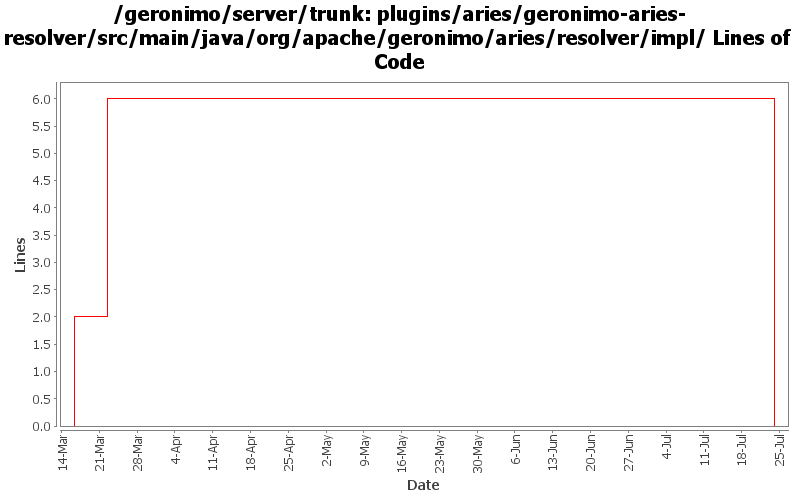 /geronimo/server/trunk: plugins/aries/geronimo-aries-
resolver/src/main/java/org/apache/geronimo/aries/resolver/impl/ Lines of
Code
Lines
6.0
5.5
5.0
4.5
4.0
3.5
3.0
2.5
2.0
1.5
1.0
0.5
0.0
14-Mar
21-Mar
28-Mar
4-Apr
11-Apr
18-Apr
25-Apr
2-May
9-May
16-May
23-May
30-May
6-Jun
13-Jun
20-Jun
27-Jun
4-Jul
11-Jul
18-Jul
25-Jul
Date